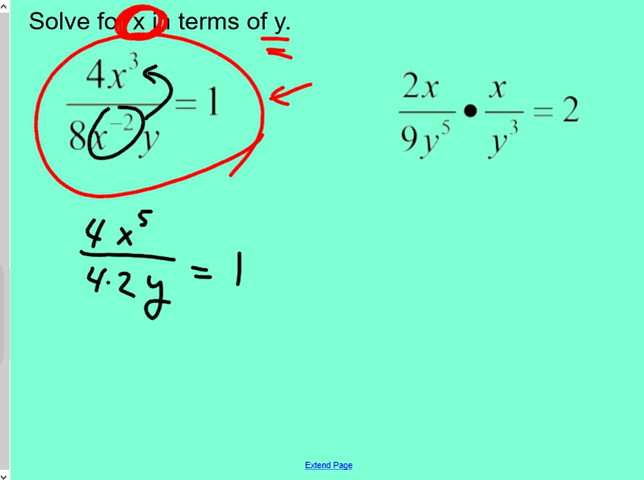 Solve for x in terms of y.
4x³ / 8x⁻²y = 1
2x / 9y⁵ • x / y³ = 2
4x⁵ / 4·2y = 1
Extend Page